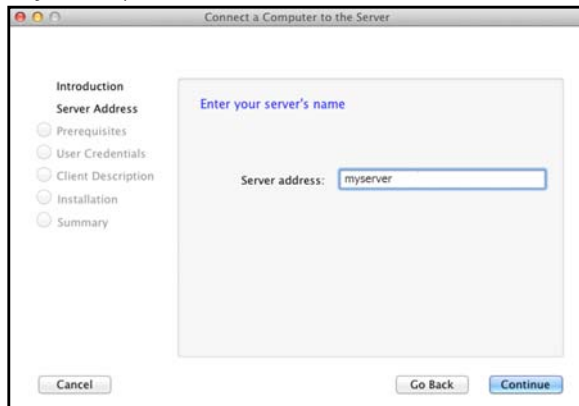 Connect a Computer to the Server
Introduction
Server Address
Prerequisites
User Credentials
Client Description
Installation
Summary
Enter your server's name
Server address: myserver
Cancel
Go Back
Continue